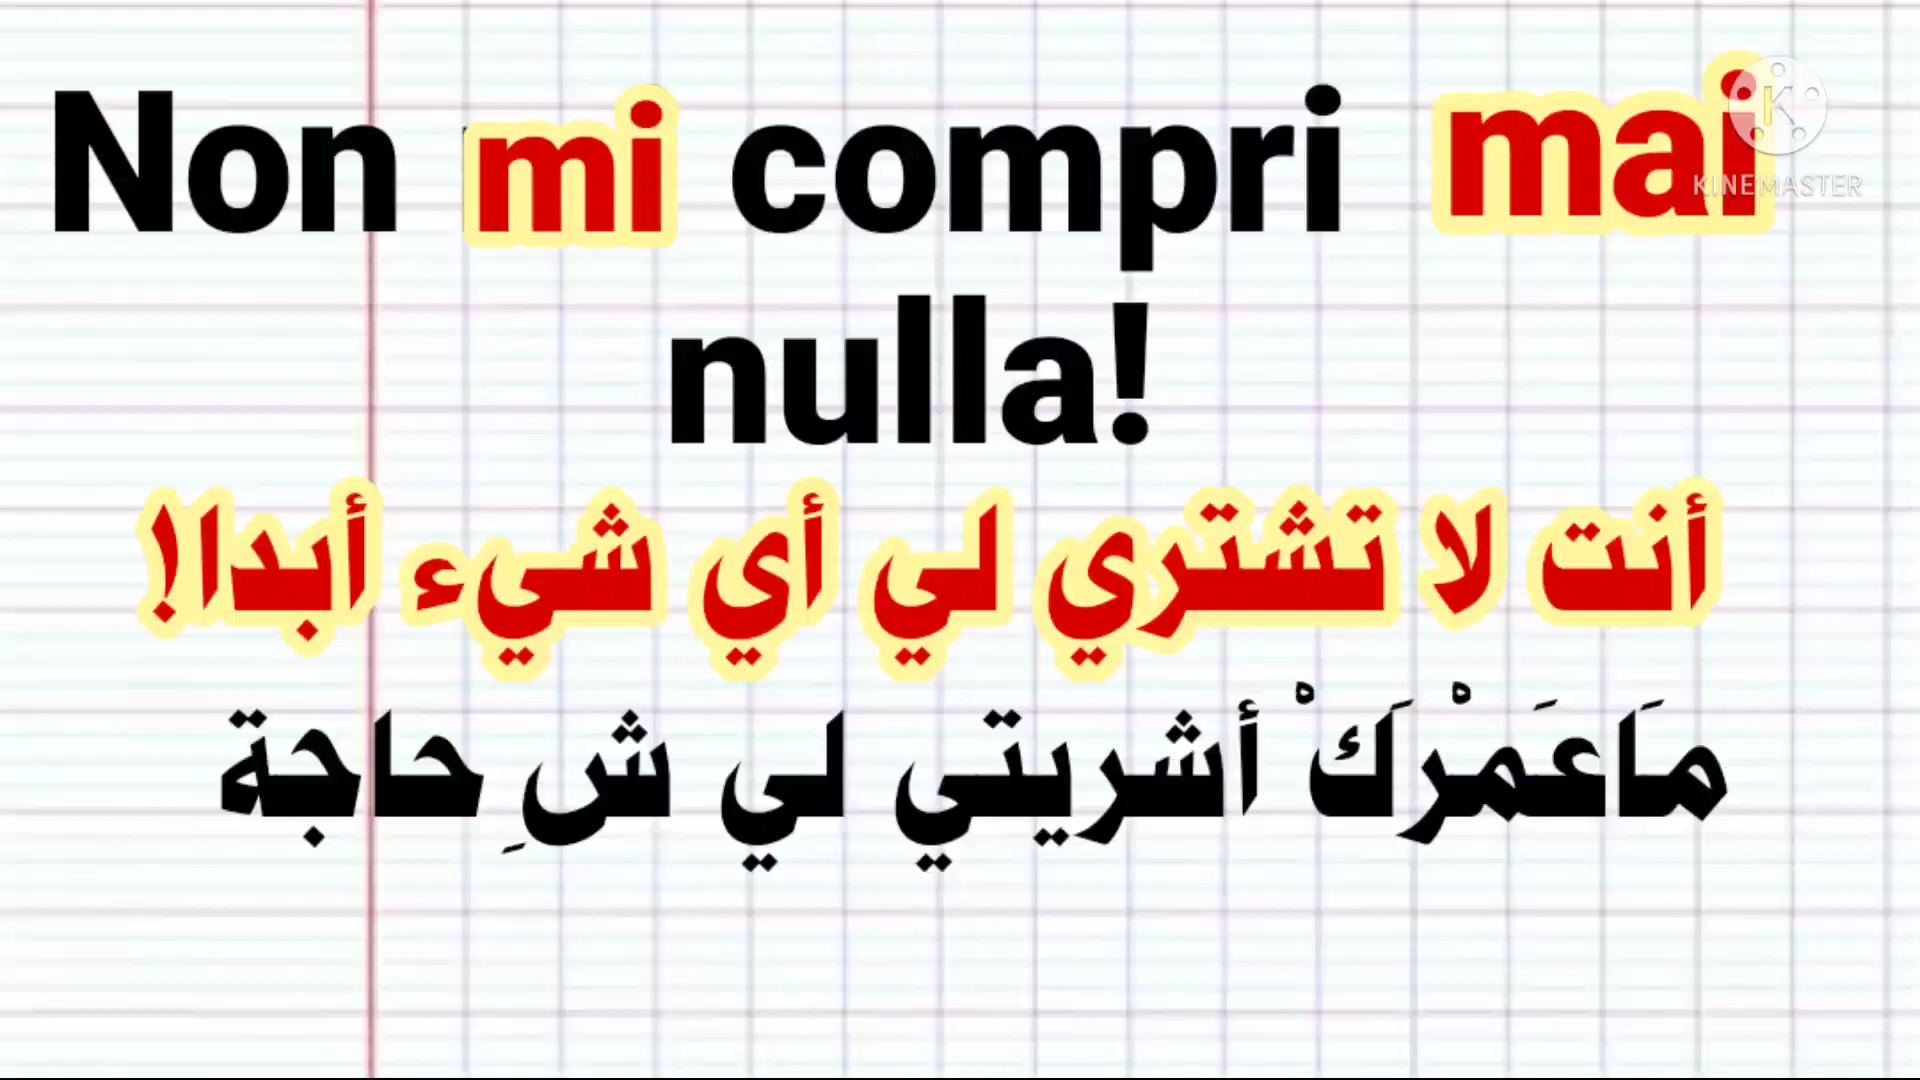 Non mi compri mai
KINEMASTER
nulla!
أنت لا تشتري لي أي شيء أبدا!
مَاعَمْرَكْ أشريتي لي شِ حاجة